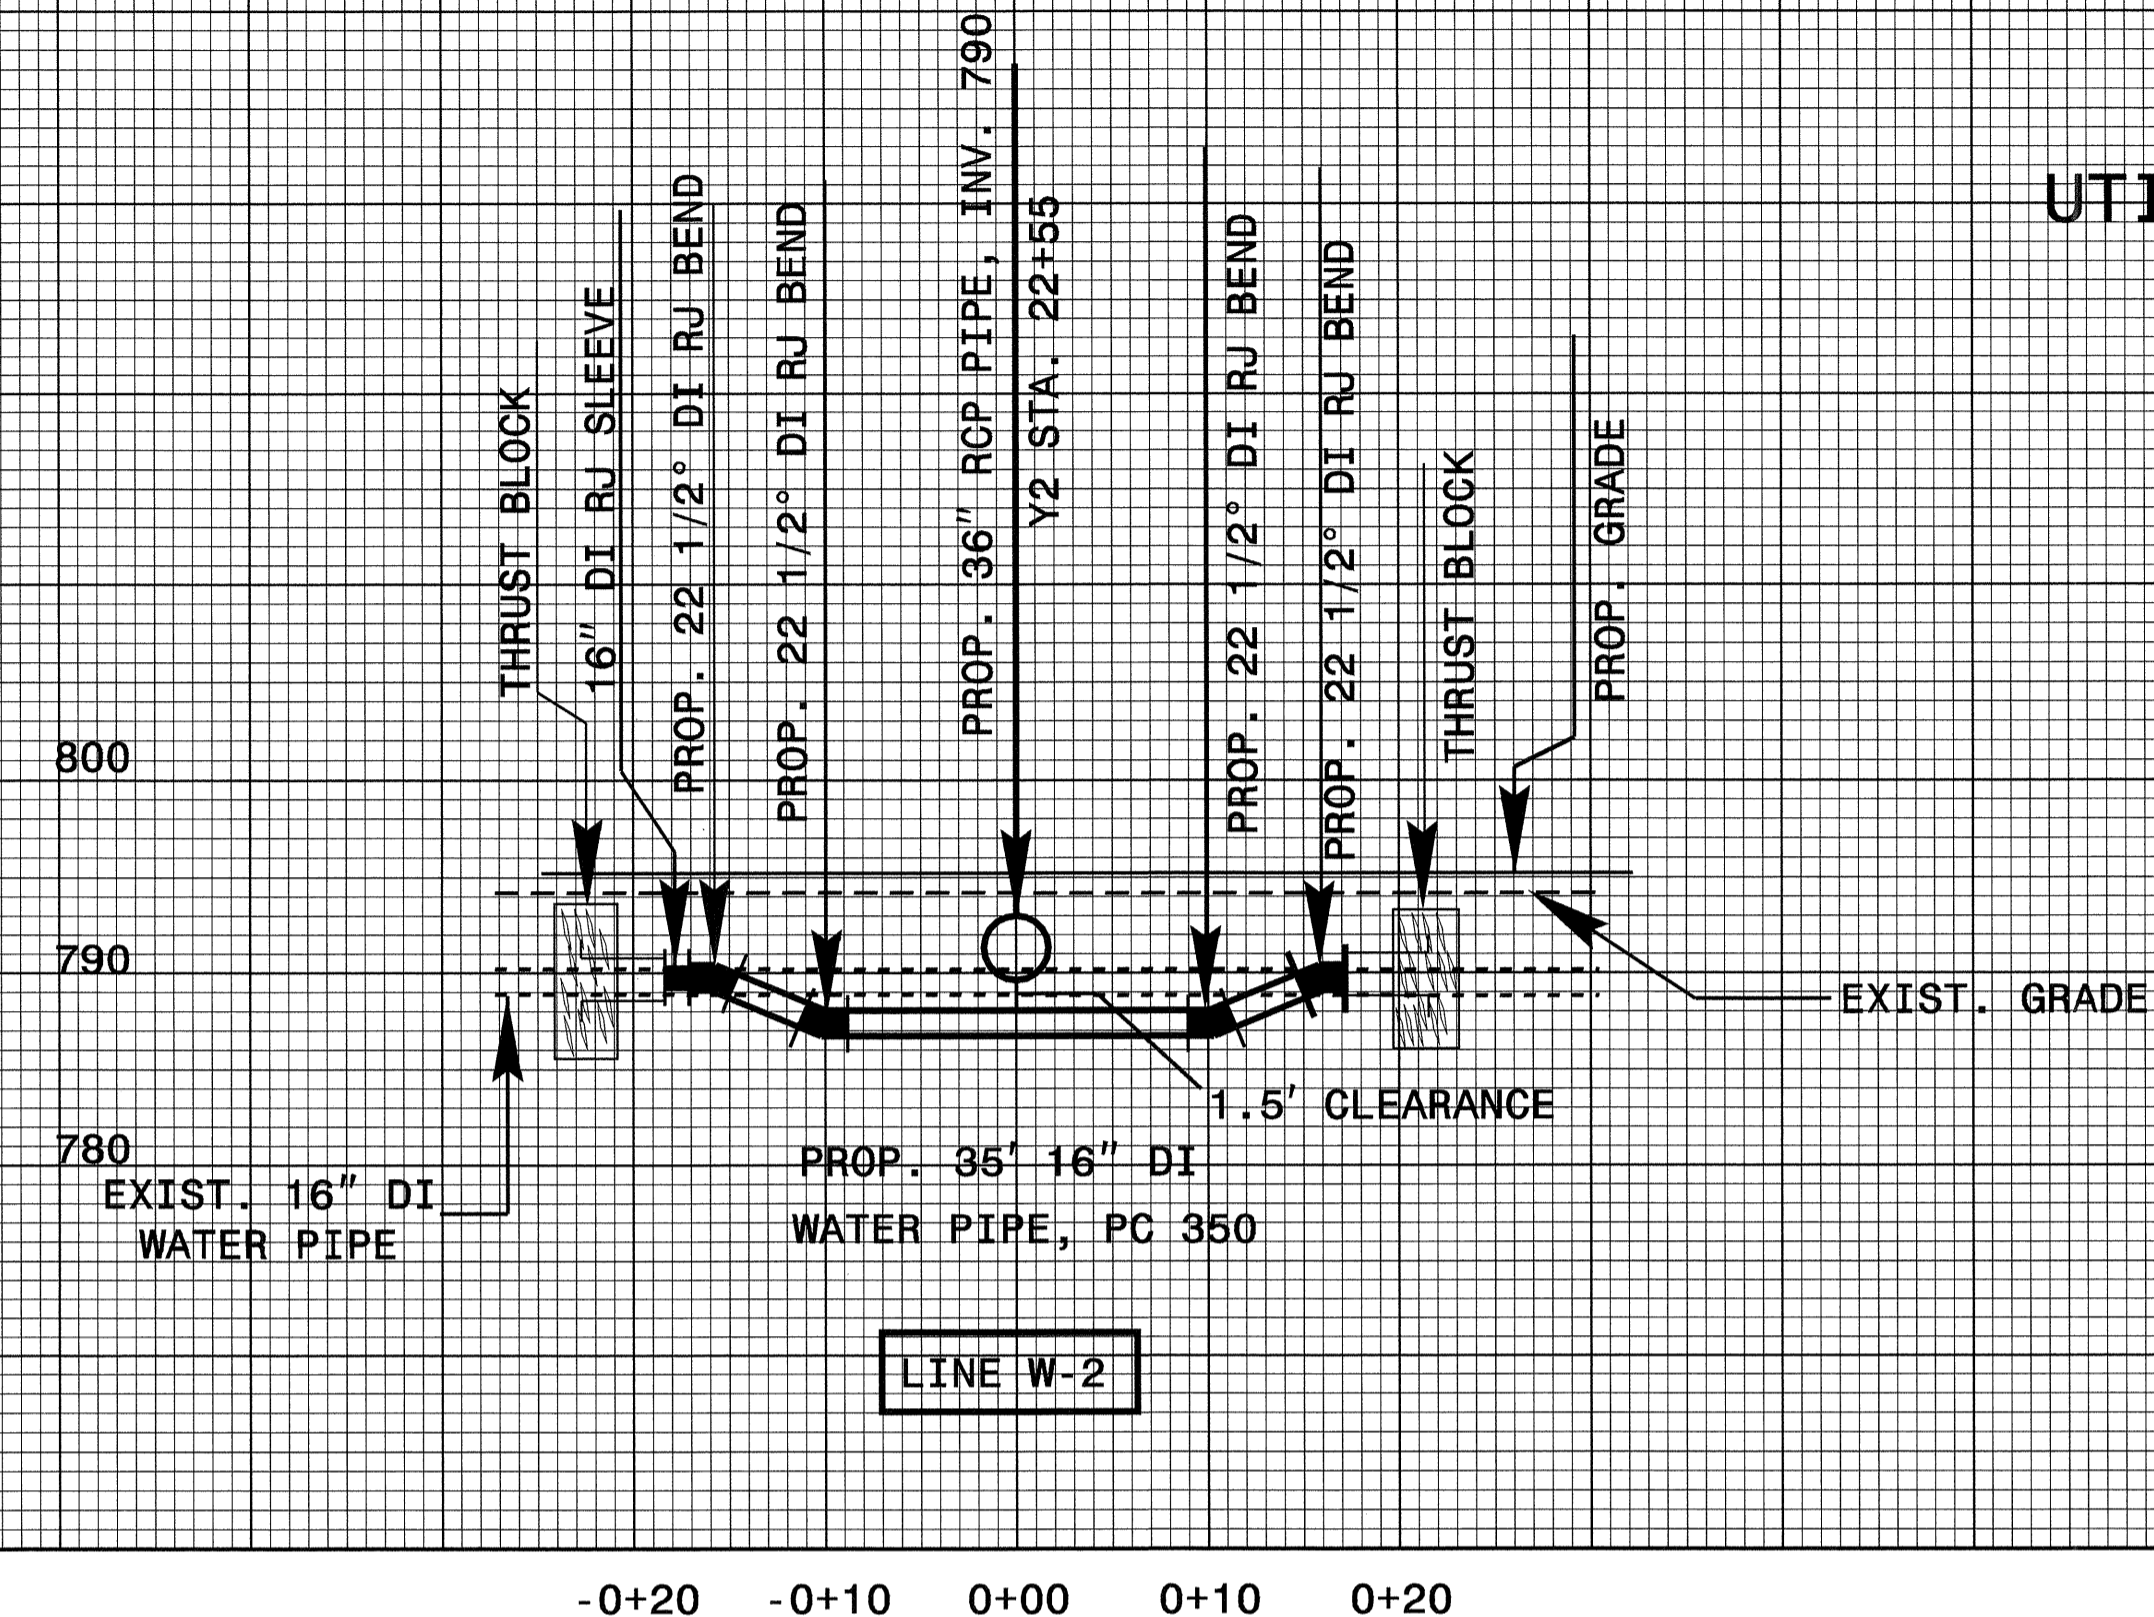 THRUST BLOCK
16" DI RJ SLEEVE
PROP. 22 1/2° DI RJ BEND
PROP. 22 1/2° DI RJ BEND
PROP. 36" RCP PIPE, INV. 790
Y2 STA. 22+55
PROP. 22 1/2° DI RJ BEND
PROP. 22 1/2° DI RJ BEND
THRUST BLOCK
PROP. GRADE
UTI
800
790
780
EXIST. GRADE
1.5' CLEARANCE
EXIST. 16" DI
WATER PIPE
PROP. 35' 16" DI
WATER PIPE, PC 350
LINE W-2
-0+20 -0+10 0+00 0+10 0+20